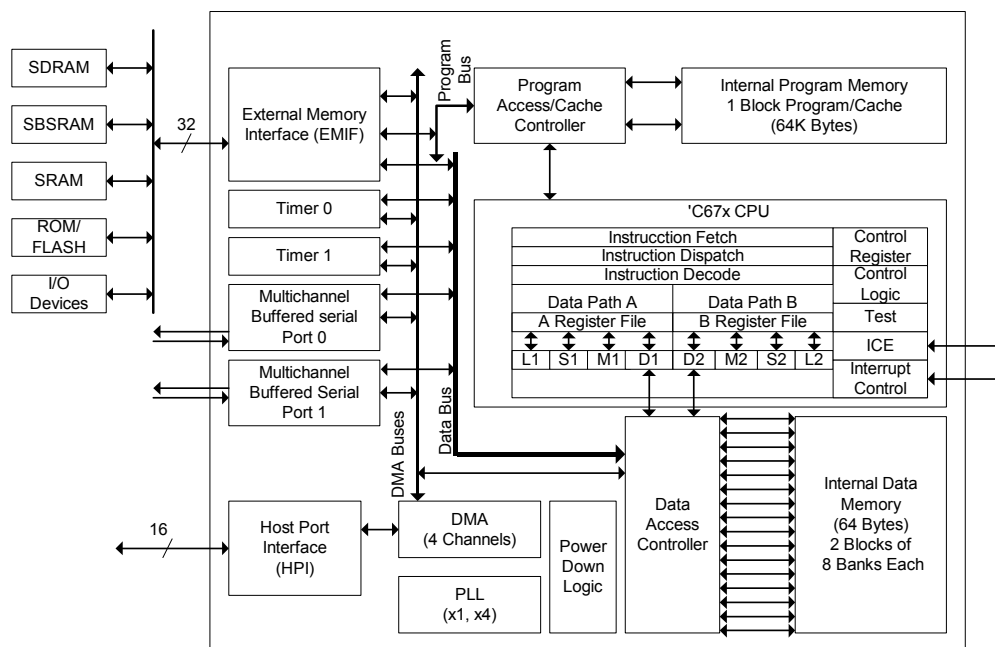 SDRAM
SBSRAM
SRAM
ROM/
FLASH
I/O
Devices
32
External Memory
Interface (EMIF)
Timer 0
Timer 1
Multichannel
Buffered serial
Port 0
Multichannel
Buffered Serial
Port 1
16
Host Port
Interface
(HPI)
Program
Bus
DMA Buses
Data Bus
DMA
(4 Channels)
PLL
(x1, x4)
Power
Down
Logic
Program
Access/Cache
Controller
Internal Program Memory
1 Block Program/Cache
(64K Bytes)
'C67x CPU
Instrucction Fetch
Instruction Dispatch
Instruction Decode
Data Path A
Data Path B
A Register File
B Register File
L1 S1 M1 D1 D2 M2 S2 L2
Control
Register
Control
Logic
Test
ICE
Interrupt
Control
Data
Access
Controller
Internal Data
Memory
(64 Bytes)
2 Blocks of
8 Banks Each